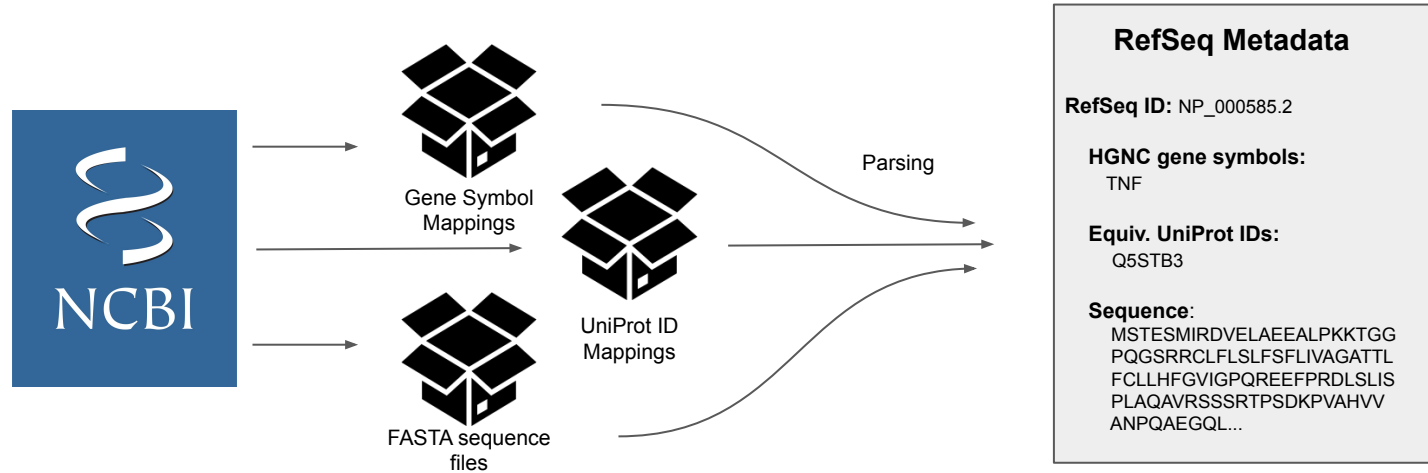 NCBI
Gene Symbol
Mappings
UniProt ID
Mappings
FASTA sequence
files
Parsing
RefSeq Metadata
RefSeq ID: NP_000585.2
HGNC gene symbols:
TNF
Equiv. UniProt IDs:
Q5STB3
Sequence:
MSTESMIRDVELAEEALPKKTGG
PQGSRRCLFLSLFSFLIVAGATTL
FCLLHFGVIGPQREEFPRDLSLIS
PLAQAVRSSSRTPSDKPVAHVV
ANPQAEGQL...